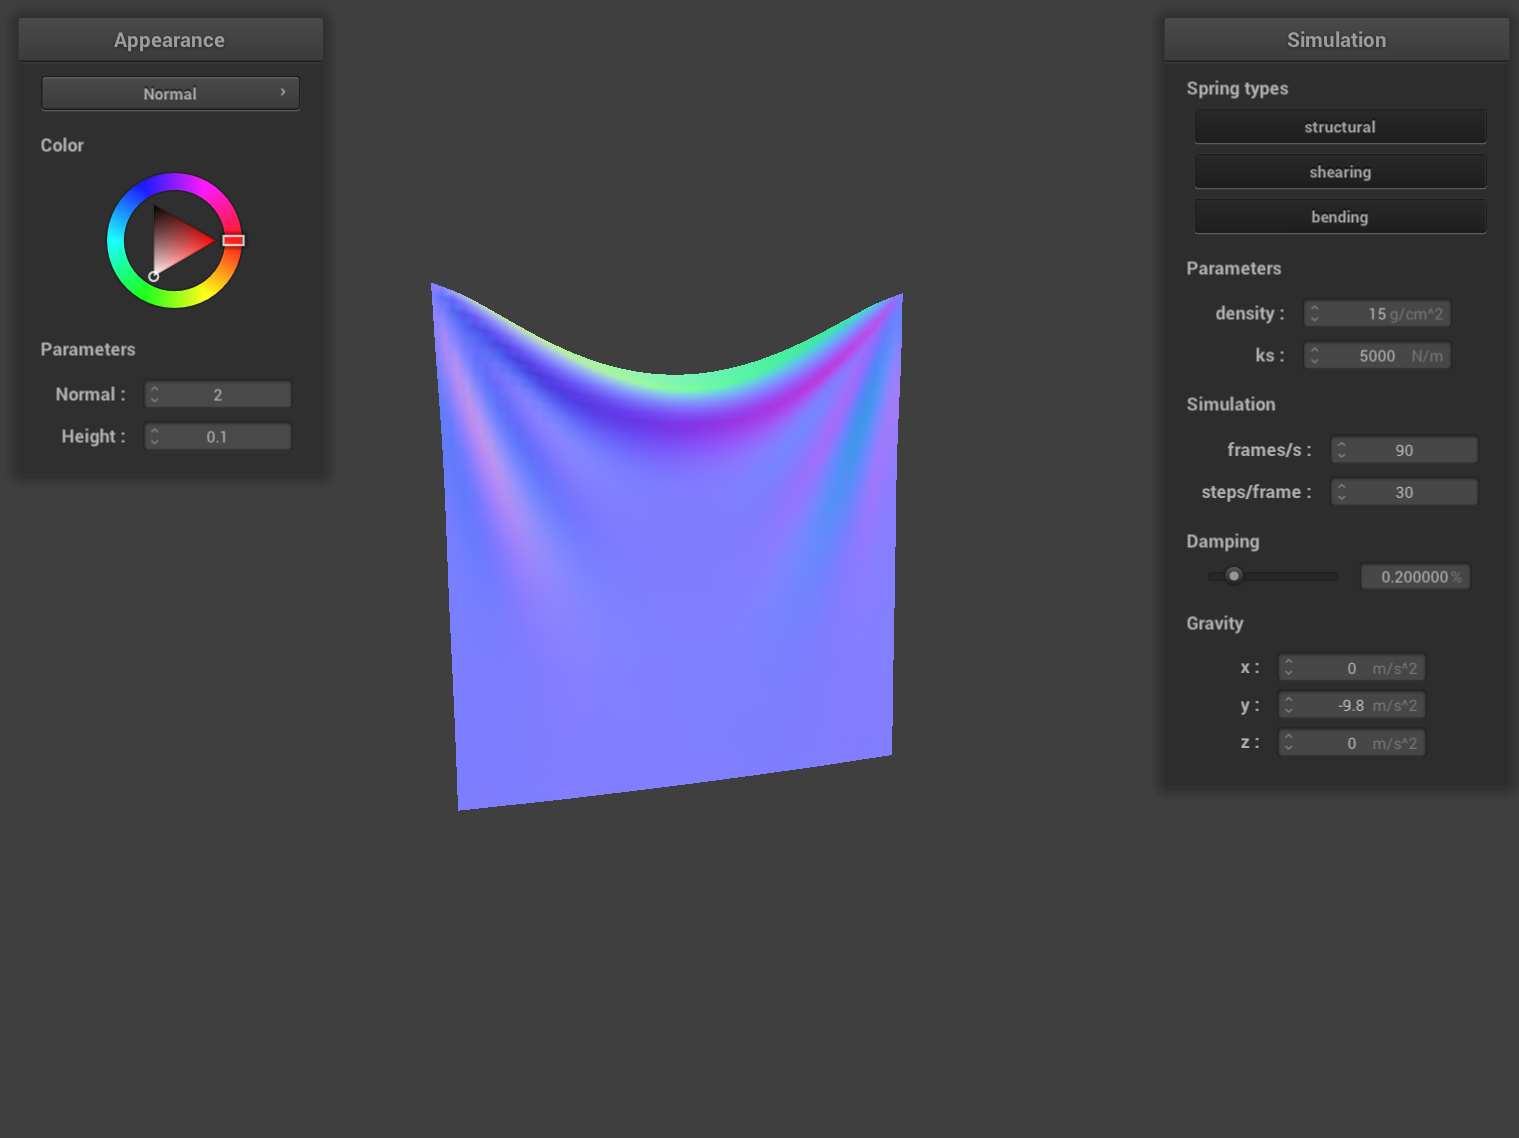 Appearance
Normal ›
Color
Parameters
Normal : 2
Height : 0.1
Simulation
Spring types
structural
shearing
bending
Parameters
density : 15 g/cm^2
ks : 5000 N/m
Simulation
frames/s : 90
steps/frame : 30
Damping
0.200000 %
Gravity
x : 0 m/s^2
y : -9.8 m/s^2
z : 0 m/s^2